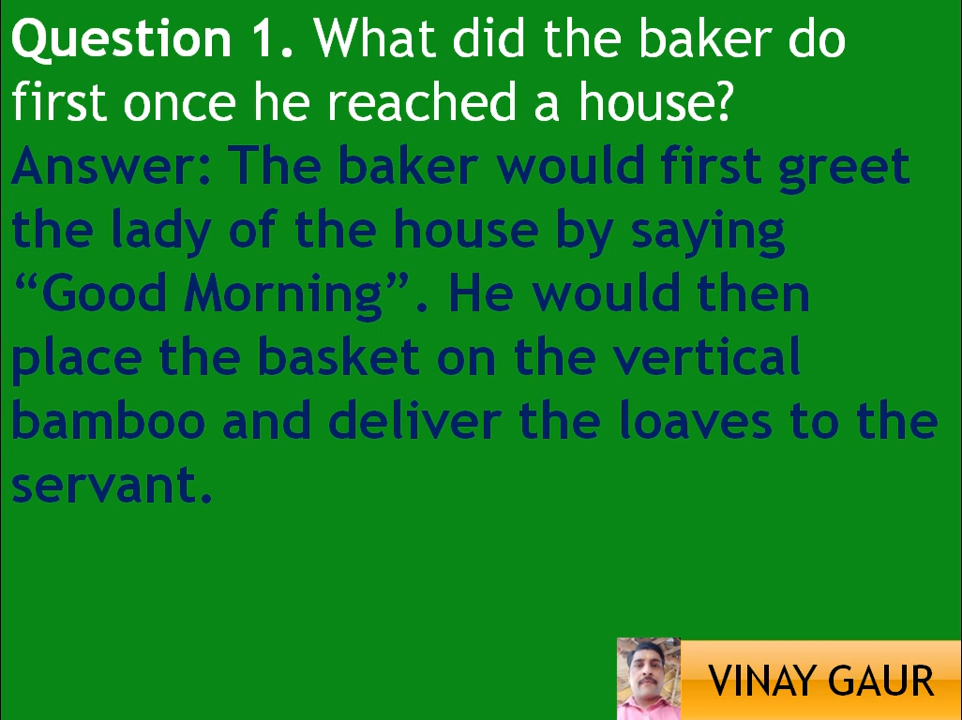 Question 1. What did the baker do
first once he reached a house?
Answer: The baker would first greet
the lady of the house by saying
“Good Morning”. He would then
place the basket on the vertical
bamboo and deliver the loaves to the
servant.
VINAY GAUR